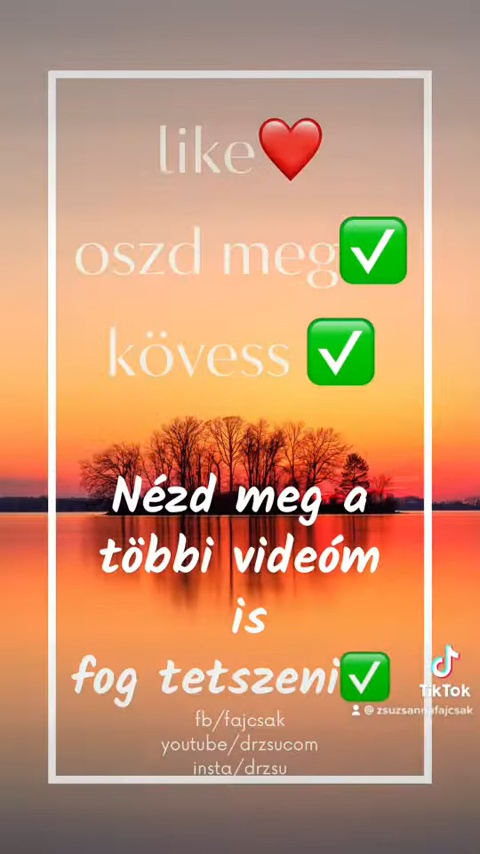 like❤️
oszd meg✅
kövess ✅
Nézd meg a
többi videóm
is
fog tetszeni✅
TikTok
@zsuzsannafajcsak
fb/fajcsak
youtube/drzsucom
insta/drzsu